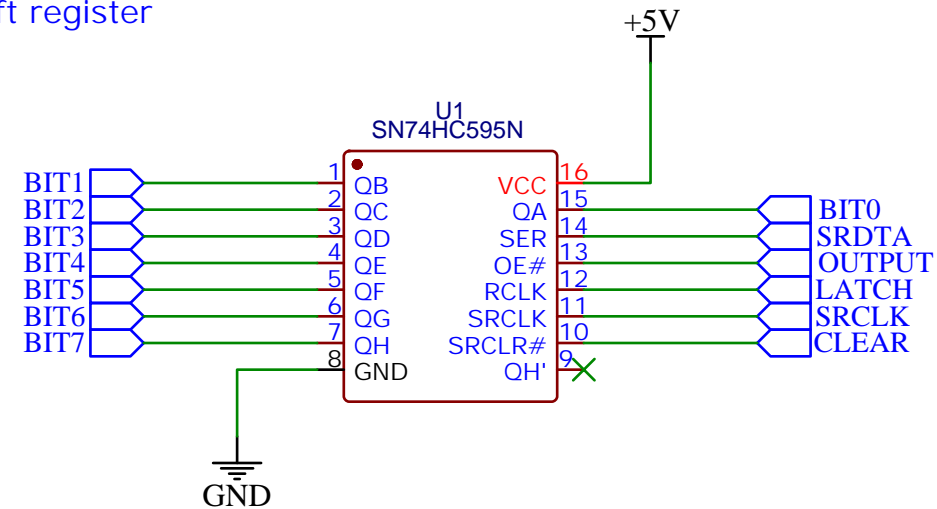 ft register
+5V
U1
SN74HC595N
BIT1 1 QB VCC 16
BIT2 2 QC QA 15 BIT0
BIT3 3 QD SER 14 SRDTA
BIT4 4 QE OE# 13 OUTPUT
BIT5 5 QF RCLK 12 LATCH
BIT6 6 QG SRCLK 11 SRCLK
BIT7 7 QH SRCLR# 10 CLEAR
8 GND QH' 9
GND